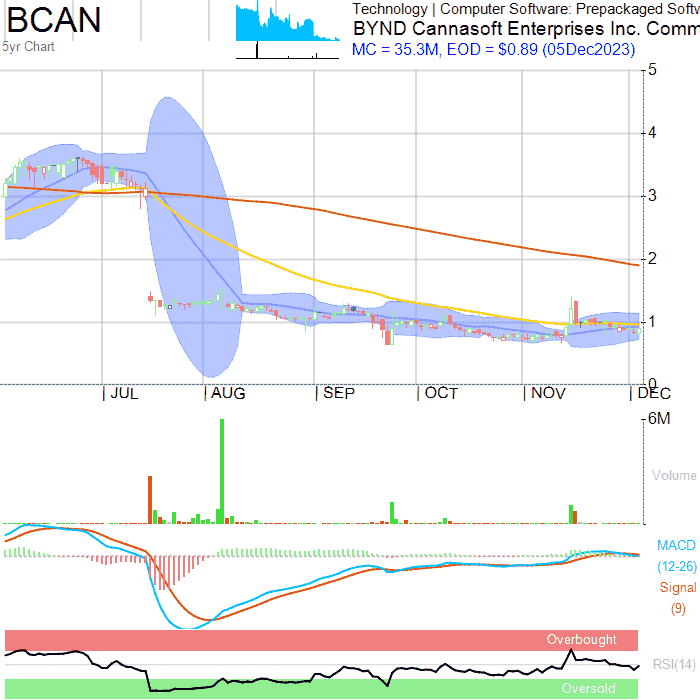 BCAN
5yr Chart
Technology | Computer Software: Prepackaged Softw
BYND Cannasoft Enterprises Inc. Comm
MC = 35.3M, EOD = $0.89 (05Dec2023)
5
4
3
2
1
0
JUL
AUG
SEP
OCT
NOV
DEC
6M
Volume
MACD
(12-26)
Signal
(9)
Overbought
RSI(14)
Oversold